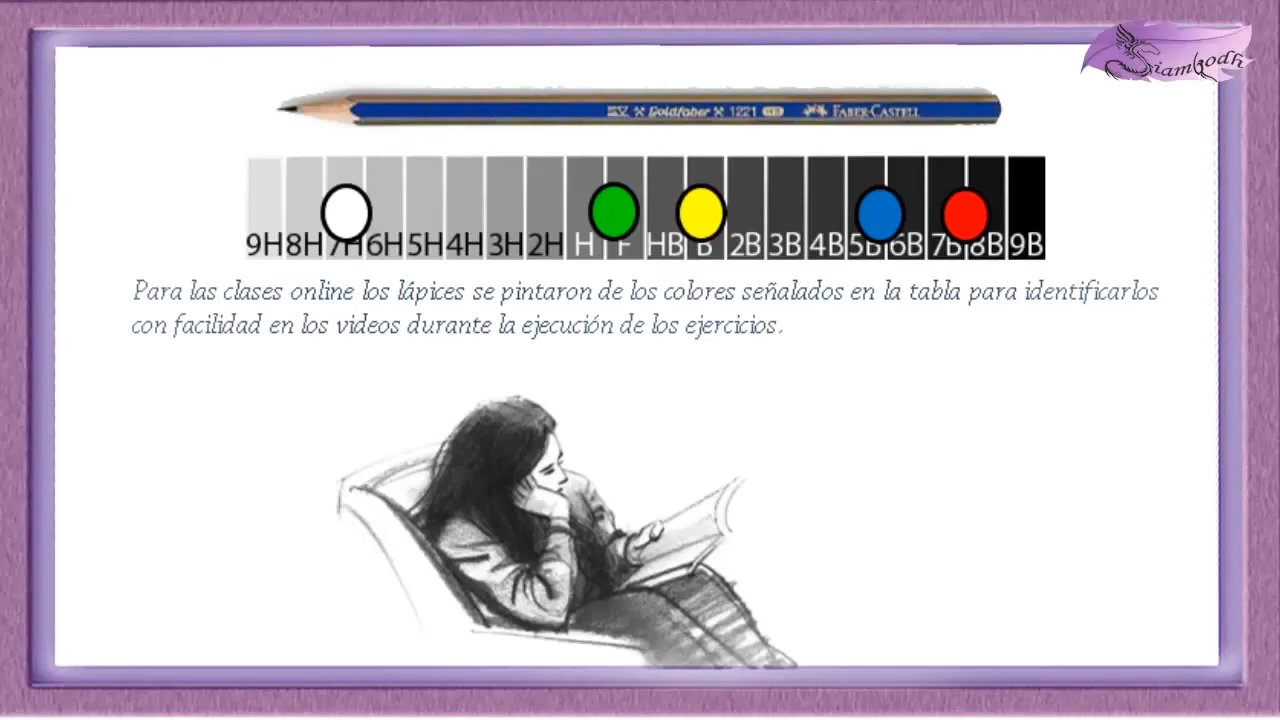 Siamkodh
Goldfaber 1221 FABER-CASTELL
9H 8H 7H 6H 5H 4H 3H 2H H F HB B 2B 3B 4B 5B 6B 7B 8B 9B
Para las clases online los lápices se pintaron de los colores señalados en la tabla para identificarlos
con facilidad en los videos durante la ejecución de los ejercicios.